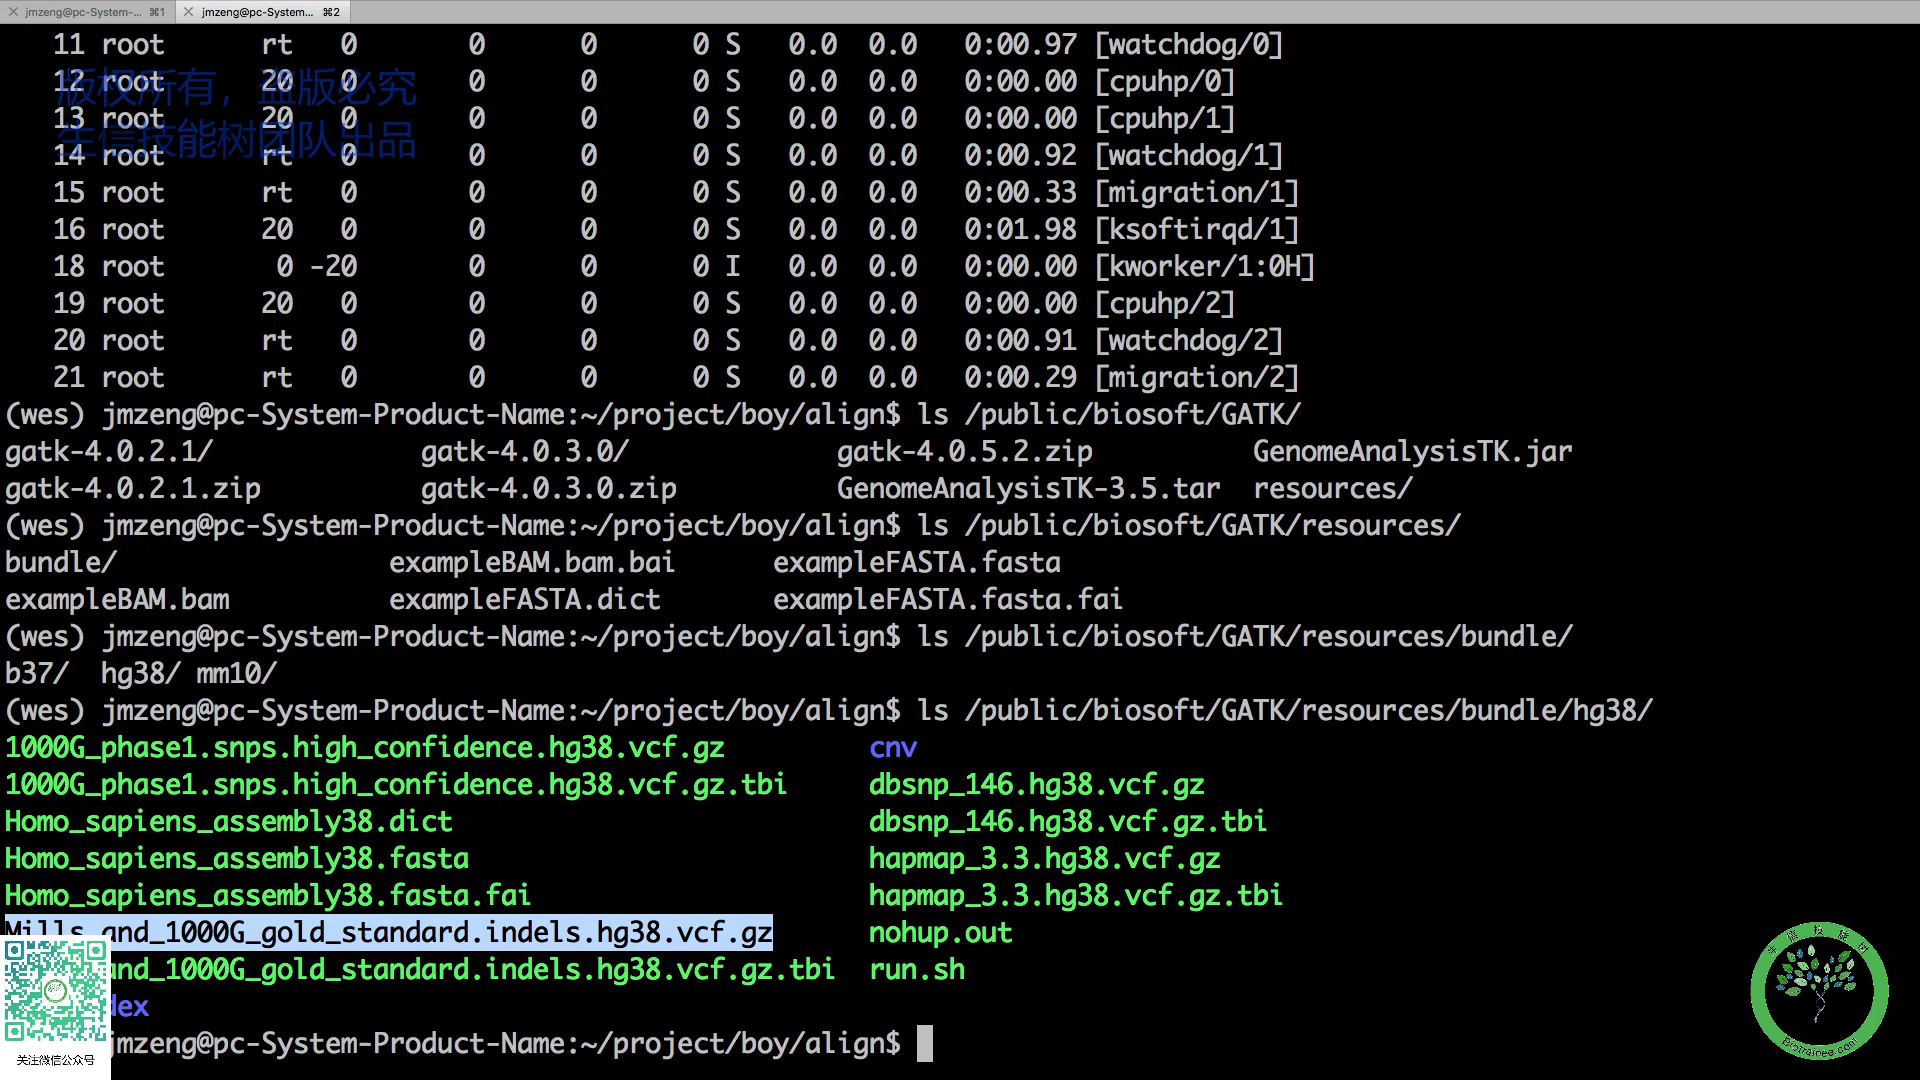 jmzeng@pc-System-... ⌘1 jmzeng@pc-System... ⌘2
11 root rt 0 0 0 0 S 0.0 0.0 0:00.97 [watchdog/0]
12 root 20 0 0 0 0 S 0.0 0.0 0:00.00 [cpuhp/0]
版权所有，盗版必究
13 root 20 0 0 0 0 S 0.0 0.0 0:00.00 [cpuhp/1]
生信技能树团队出品
14 root rt 0 0 0 0 S 0.0 0.0 0:00.92 [watchdog/1]
15 root rt 0 0 0 0 S 0.0 0.0 0:00.33 [migration/1]
16 root 20 0 0 0 0 S 0.0 0.0 0:01.98 [ksoftirqd/1]
18 root 0 -20 0 0 0 I 0.0 0.0 0:00.00 [kworker/1:0H]
19 root 20 0 0 0 0 S 0.0 0.0 0:00.00 [cpuhp/2]
20 root rt 0 0 0 0 S 0.0 0.0 0:00.91 [watchdog/2]
21 root rt 0 0 0 0 S 0.0 0.0 0:00.29 [migration/2]
(wes) jmzeng@pc-System-Product-Name:~/project/boy/align$ ls /public/biosoft/GATK/
gatk-4.0.2.1/ gatk-4.0.3.0/ gatk-4.0.5.2.zip GenomeAnalysisTK.jar
gatk-4.0.2.1.zip gatk-4.0.3.0.zip GenomeAnalysisTK-3.5.tar resources/
(wes) jmzeng@pc-System-Product-Name:~/project/boy/align$ ls /public/biosoft/GATK/resources/
bundle/ exampleBAM.bam.bai exampleFASTA.fasta
exampleBAM.bam exampleFASTA.dict exampleFASTA.fasta.fai
(wes) jmzeng@pc-System-Product-Name:~/project/boy/align$ ls /public/biosoft/GATK/resources/bundle/
b37/ hg38/ mm10/
(wes) jmzeng@pc-System-Product-Name:~/project/boy/align$ ls /public/biosoft/GATK/resources/bundle/hg38/
1000G_phase1.snps.high_confidence.hg38.vcf.gz cnv
1000G_phase1.snps.high_confidence.hg38.vcf.gz.tbi dbsnp_146.hg38.vcf.gz
Homo_sapiens_assembly38.dict dbsnp_146.hg38.vcf.gz.tbi
Homo_sapiens_assembly38.fasta hapmap_3.3.hg38.vcf.gz
Homo_sapiens_assembly38.fasta.fai hapmap_3.3.hg38.vcf.gz.tbi
Mills_and_1000G_gold_standard.indels.hg38.vcf.gz nohup.out
and_1000G_gold_standard.indels.hg38.vcf.gz.tbi run.sh
dex
jmzeng@pc-System-Product-Name:~/project/boy/align$
关注微信公众号
生信技能树
Biotrainee.com